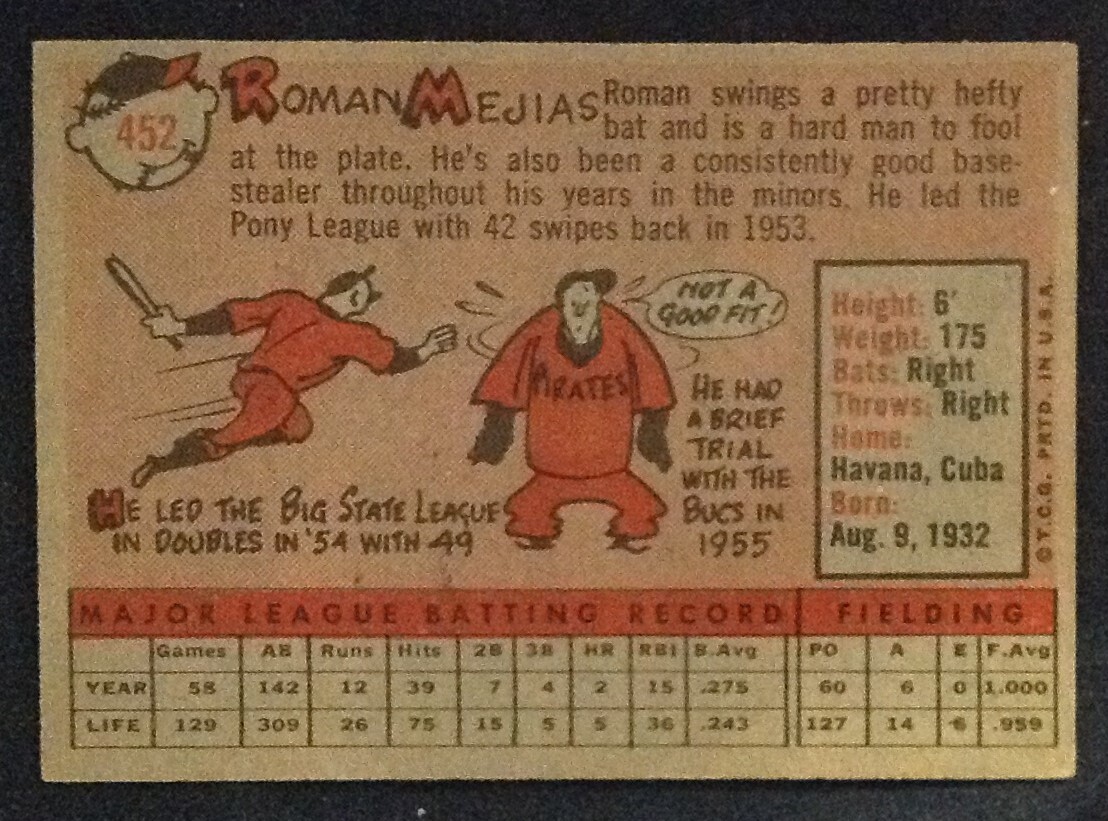 452
ROMAN MEJIAS
Roman swings a pretty hefty
bat and is a hard man to fool
at the plate. He's also been a consistently good base-
stealer throughout his years in the minors. He led the
Pony League with 42 swipes back in 1953.
NOT A
GOOD FIT!
PIRATES
HE HAD
A BRIEF
TRIAL
WITH THE
BUCS IN
1955
HE LED THE BIG STATE LEAGUE
IN DOUBLES IN '54 WITH 49
Height: 6'
Weight: 175
Bats: Right
Throws: Right
Home:
Havana, Cuba
Born:
Aug. 9, 1932
©T.C.G. PRTD. IN U.S.A.
MAJOR LEAGUE BATTING RECORD FIELDING
Games AB Runs Hits 2B 3B HR RBI B.Avg PO A E F.Avg
YEAR 58 142 12 39 7 4 2 15 .275 60 6 0 1.000
LIFE 129 309 26 75 15 5 5 36 .243 127 14 6 .959